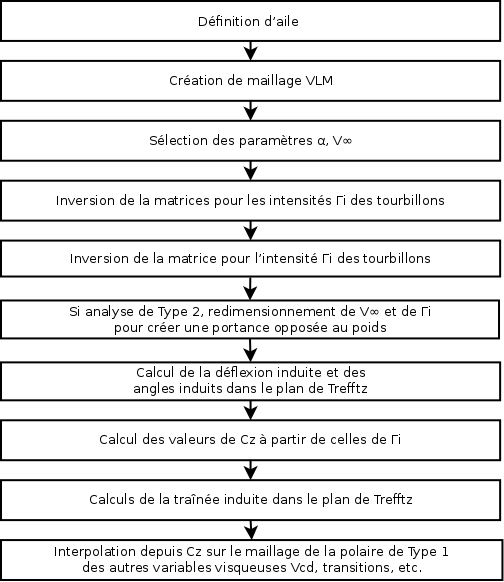 Définition d'aile
Création de maillage VLM
Sélection des paramètres α, V∞
Inversion de la matrices pour les intensités Γi des tourbillons
Inversion de la matrice pour l'intensité Γi des tourbillons
Si analyse de Type 2, redimensionnement de V∞ et de Γi
pour créer une portance opposée au poids
Calcul de la déflexion induite et des
angles induits dans le plan de Trefftz
Calcul des valeurs de Cz à partir de celles de Γi
Calculs de la traînée induite dans le plan de Trefftz
Interpolation depuis Cz sur le maillage de la polaire de Type 1
des autres variables visqueuses Vcd, transitions, etc.